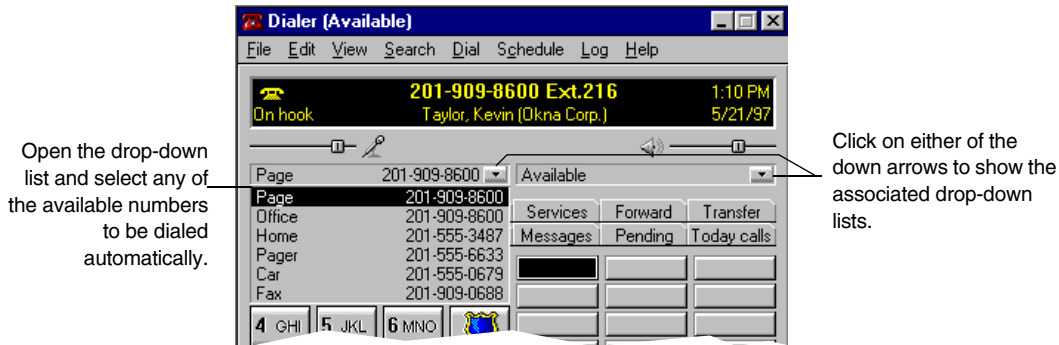 Dialer (Available)
File Edit View Search Dial Schedule Log Help
201-909-8600 Ext.216 1:10 PM
On hook Taylor, Kevin (Okna Corp.) 5/21/97
Open the drop-down
list and select any of
the available numbers
to be dialed
automatically.
Page 201-909-8600 Available
Page 201-909-8600
Office 201-909-8600
Home 201-555-3487
Pager 201-555-6633
Car 201-555-0679
Fax 201-909-0688
Services Forward Transfer
Messages Pending Today calls
4 GHI 5 JKL 6 MNO
Click on either of the
down arrows to show the
associated drop-down
lists.